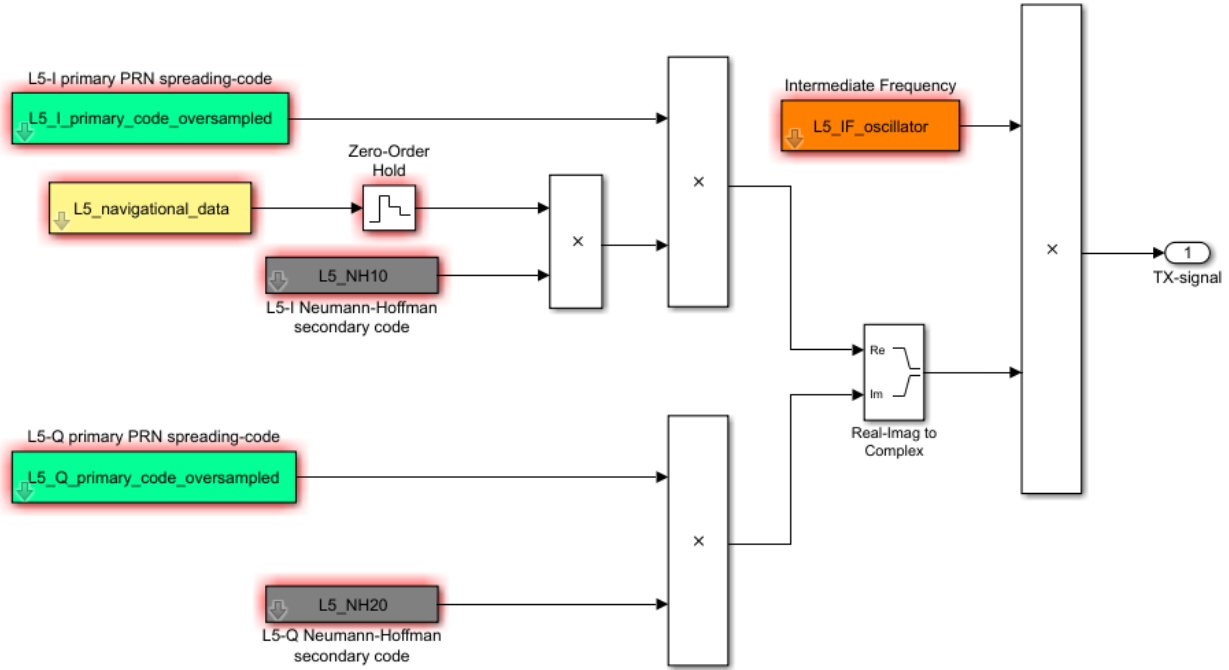 L5-I primary PRN spreading-code
L5_I_primary_code_oversampled
Intermediate Frequency
L5_IF_oscillator
Zero-Order
Hold
L5_navigational_data
×
×
×
L5_NH10
L5-I Neumann-Hoffman
secondary code
1
TX-signal
Re
Im
Real-Imag to
Complex
L5-Q primary PRN spreading-code
L5_Q_primary_code_oversampled
×
L5_NH20
L5-Q Neumann-Hoffman
secondary code